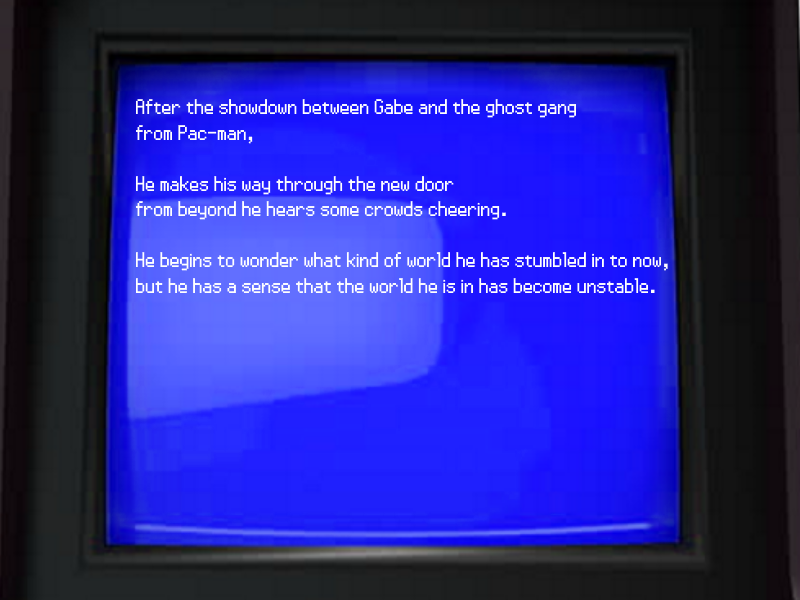 After the showdown between Gabe and the ghost gang
from Pac-man,
He makes his way through the new door
from beyond he hears some crowds cheering.
He begins to wonder what kind of world he has stumbled in to now,
but he has a sense that the world he is in has become unstable.